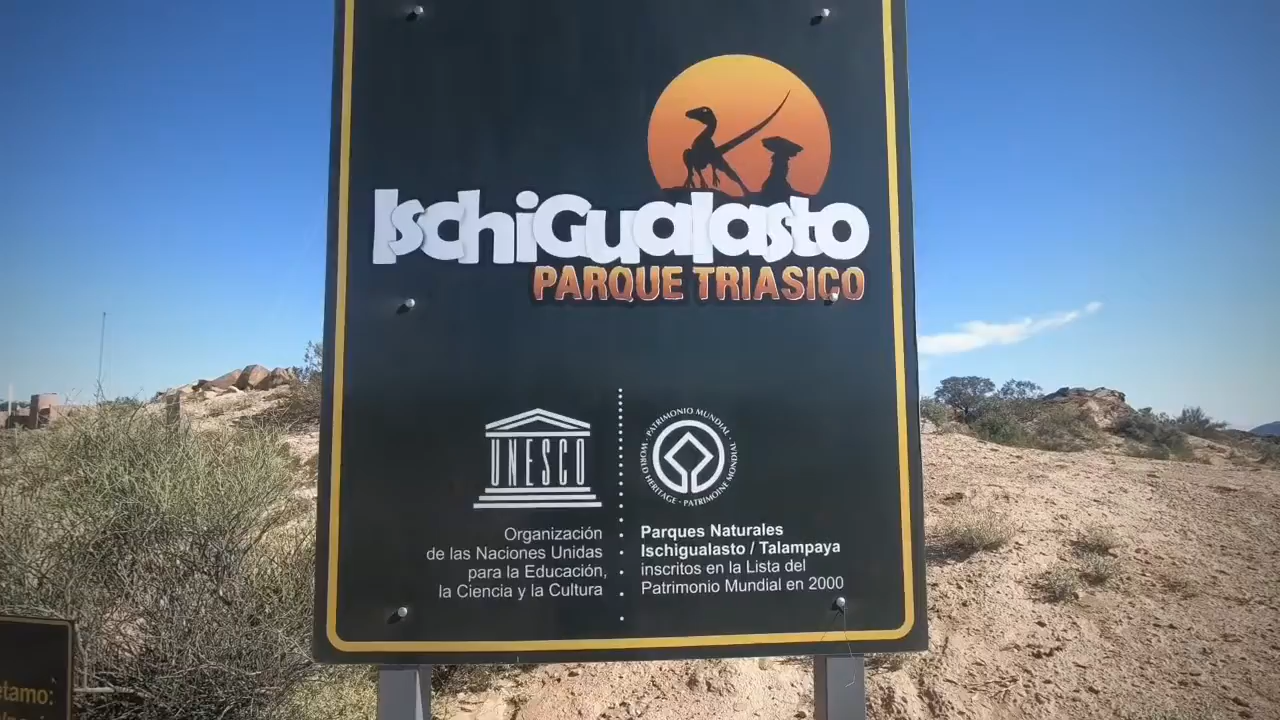 IschiGualasto
PARQUE TRIASICO
UNESCO
Organización
de las Naciones Unidas
para la Educación,
la Ciencia y la Cultura
PATRIMONIO MUNDIAL · WORLD HERITAGE · PATRIMOINE MONDIAL ·
Parques Naturales
Ischigualasto / Talampaya
inscritos en la Lista del
Patrimonio Mundial en 2000
etamo: